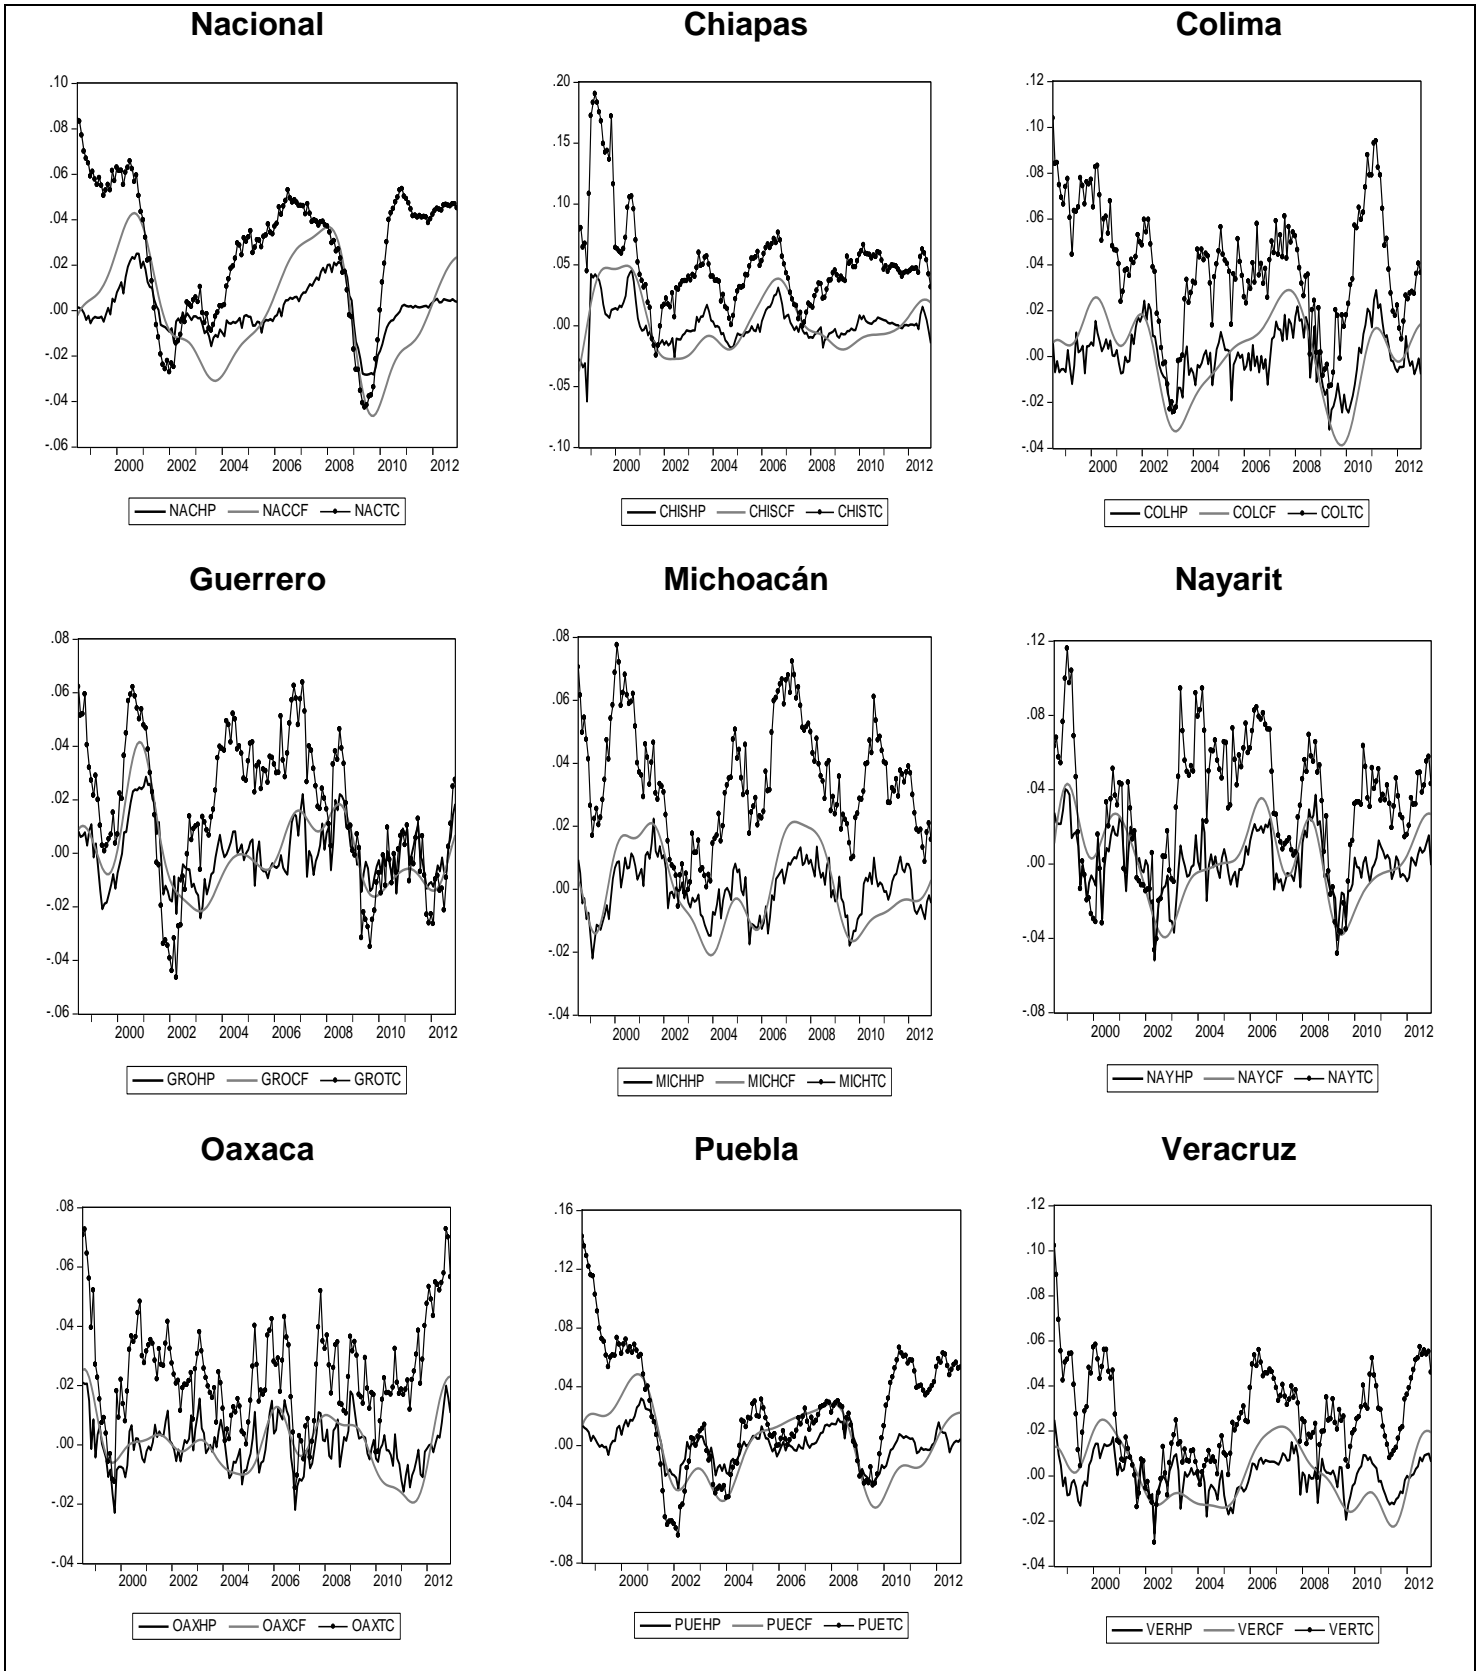 Nacional
Chiapas
Colima
.10
.08
.06
.04
.02
.00
-.02
-.04
-.06
2000 2002 2004 2006 2008 2010 2012
NACHP NACCF NACTC
.20
.15
.10
.05
.00
-.05
-.10
2000 2002 2004 2006 2008 2010 2012
CHISHP CHISCF CHISTC
.12
.10
.08
.06
.04
.02
.00
-.02
-.04
2000 2002 2004 2006 2008 2010 2012
COLHP COLCF COLTC
Guerrero
Michoacán
Nayarit
.08
.06
.04
.02
.00
-.02
-.04
-.06
2000 2002 2004 2006 2008 2010 2012
GROHP GROCF GROTC
.08
.06
.04
.02
.00
-.02
-.04
2000 2002 2004 2006 2008 2010 2012
MICHHP MICHCF MICHTC
.12
.08
.04
.00
-.04
-.08
2000 2002 2004 2006 2008 2010 2012
NAYHP NAYCF NAYTC
Oaxaca
Puebla
Veracruz
.08
.06
.04
.02
.00
-.02
-.04
2000 2002 2004 2006 2008 2010 2012
OAXHP OAXCF OAXTC
.16
.12
.08
.04
.00
-.04
-.08
2000 2002 2004 2006 2008 2010 2012
PUEHP PUECF PUETC
.12
.10
.08
.06
.04
.02
.00
-.02
-.04
2000 2002 2004 2006 2008 2010 2012
VERHP VERCF VERTC